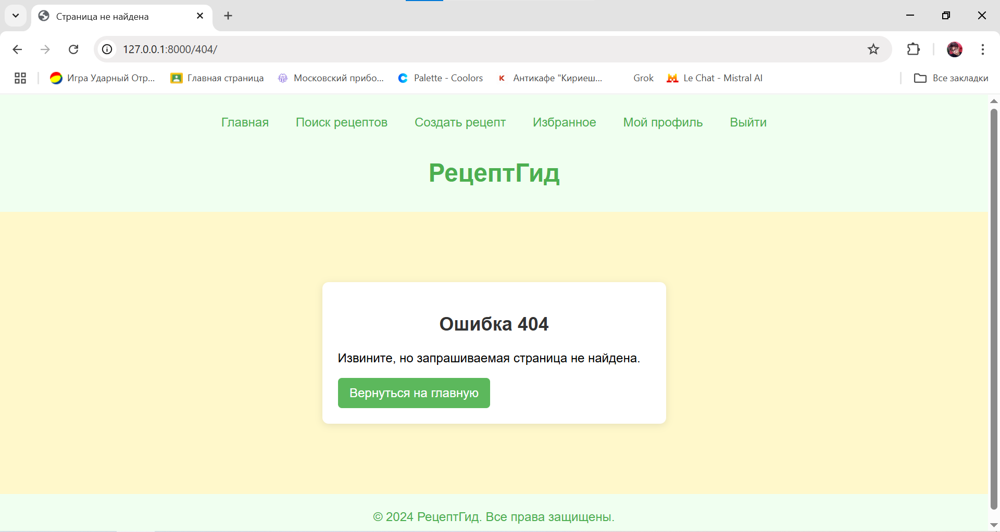 Страница не найдена
127.0.0.1:8000/404/
Игра Ударный Отр...
Главная страница
Московский прибо...
Palette - Coolors
Антикафе "Кириеш...
Grok
Le Chat - Mistral AI
Все закладки
Главная
Поиск рецептов
Создать рецепт
Избранное
Мой профиль
Выйти
РецептГид
Ошибка 404
Извините, но запрашиваемая страница не найдена.
Вернуться на главную
© 2024 РецептГид. Все права защищены.